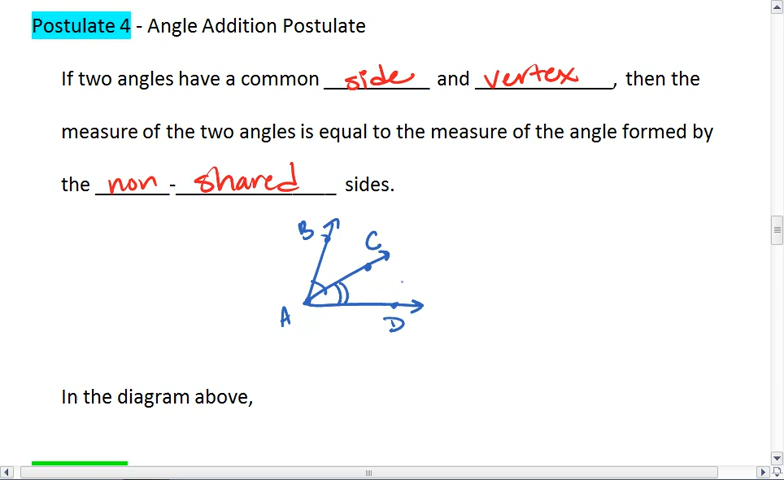 Postulate 4 - Angle Addition Postulate
If two angles have a common side and vertex, then the
measure of the two angles is equal to the measure of the angle formed by
the non - shared sides.
B
C
A
D
In the diagram above,